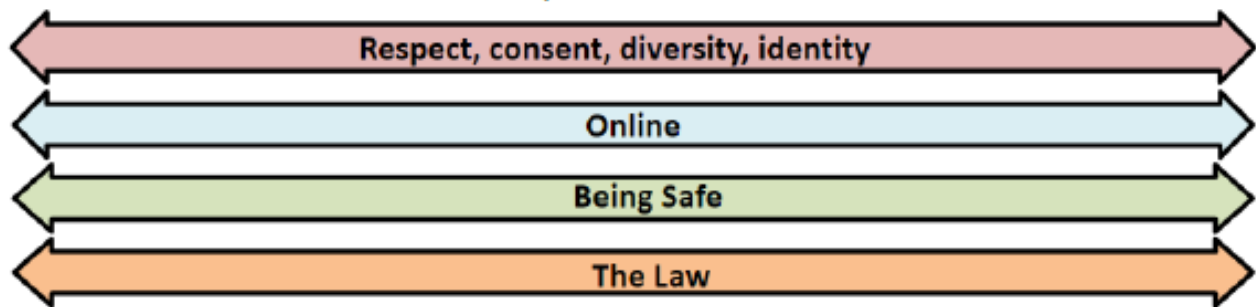 Respect, consent, diversity, identity
Online
Being Safe
The Law